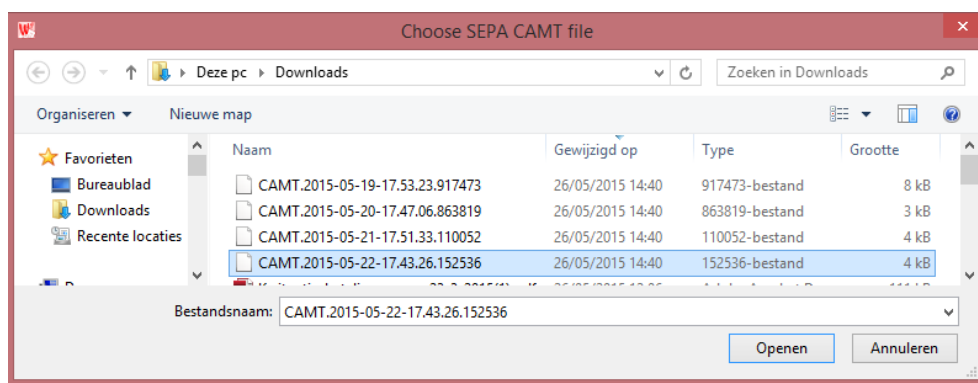 Choose SEPA CAMT file
Deze pc Downloads Zoeken in Downloads
Organiseren Nieuwe map
Naam Gewijzigd op Type Grootte
Favorieten
Bureaublad
Downloads
Recente locaties
CAMT.2015-05-19-17.53.23.917473 26/05/2015 14:40 917473-bestand 8 kB
CAMT.2015-05-20-17.47.06.863819 26/05/2015 14:40 863819-bestand 3 kB
CAMT.2015-05-21-17.51.33.110052 26/05/2015 14:40 110052-bestand 4 kB
CAMT.2015-05-22-17.43.26.152536 26/05/2015 14:40 152536-bestand 4 kB
Bestandsnaam: CAMT.2015-05-22-17.43.26.152536
Openen Annuleren